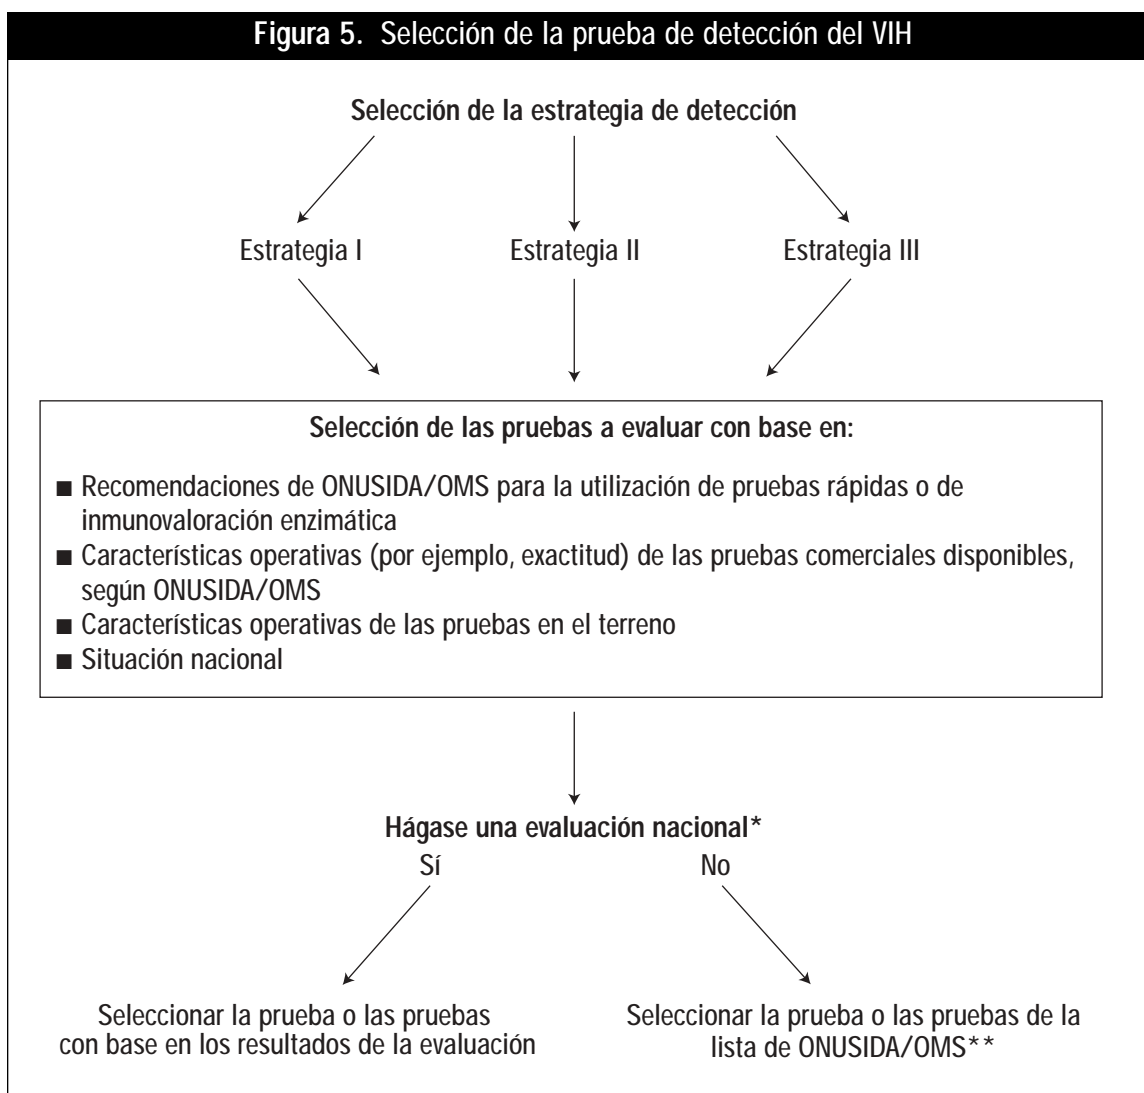 Figura 5. Selección de la prueba de detección del VIH
Selección de la estrategia de detección
Estrategia I
Estrategia II
Estrategia III
Selección de las pruebas a evaluar con base en:
■ Recomendaciones de ONUSIDA/OMS para la utilización de pruebas rápidas o de
inmunovaloración enzimática
■ Características operativas (por ejemplo, exactitud) de las pruebas comerciales disponibles,
según ONUSIDA/OMS
■ Características operativas de las pruebas en el terreno
■ Situación nacional
Hágase una evaluación nacional*
Sí
No
Seleccionar la prueba o las pruebas
con base en los resultados de la evaluación
Seleccionar la prueba o las pruebas de la
lista de ONUSIDA/OMS**